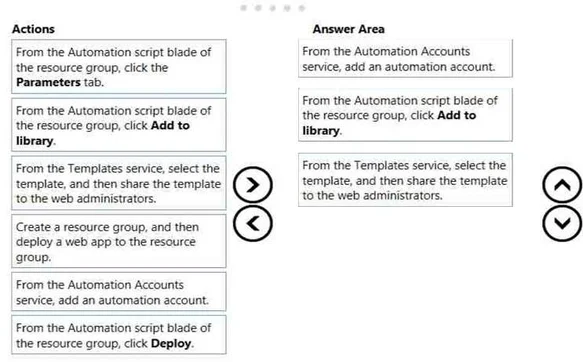 Actions
From the Automation script blade of
the resource group, click the
Parameters tab.
From the Automation script blade of
the resource group, click Add to
library.
From the Templates service, select the
template, and then share the template
to the web administrators.
Create a resource group, and then
deploy a web app to the resource
group.
From the Automation Accounts
service, add an automation account.
From the Automation script blade of
the resource group, click Deploy.
Answer Area
From the Automation Accounts
service, add an automation account.
From the Automation script blade of
the resource group, click Add to
library.
From the Templates service, select the
template, and then share the template
to the web administrators.